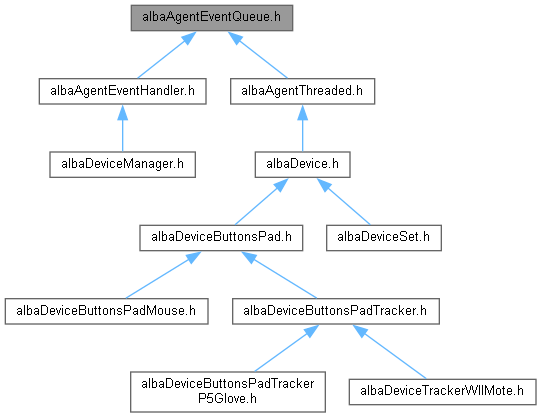 albaAgentEventQueue.h
albaAgentEventHandler.h
albaAgentThreaded.h
albaDeviceManager.h
albaDevice.h
albaDeviceButtonsPad.h
albaDeviceSet.h
albaDeviceButtonsPadMouse.h
albaDeviceButtonsPadTracker.h
albaDeviceButtonsPadTracker
P5Glove.h
albaDeviceTrackerWIIMote.h